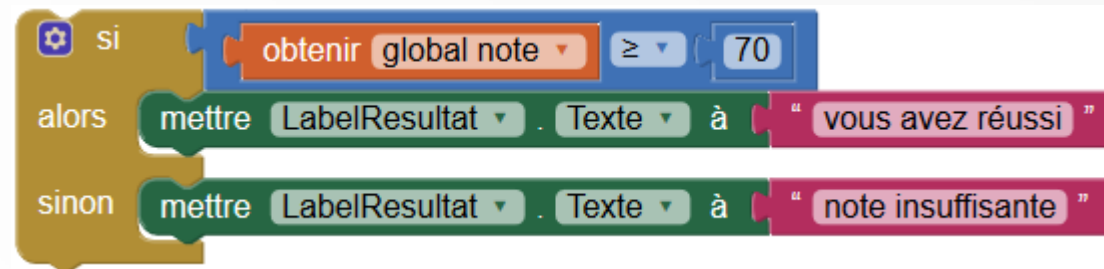 si obtenir global note ≥ 70
alors mettre LabelResultat . Texte à “ vous avez réussi ”
sinon mettre LabelResultat . Texte à “ note insuffisante ”